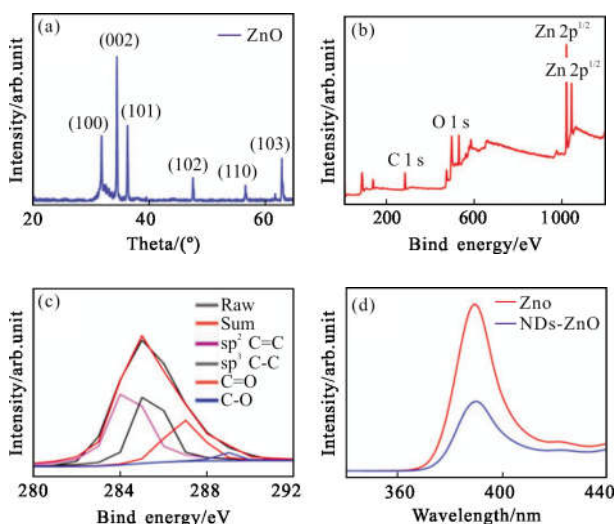 (a)
ZnO
(002)
(100)
(101)
(102)
(110)
(103)
Intensity/arb.unit
20
40
60
Theta/(°)
(b)
Zn 2p1/2
Zn 2p1/2
O 1 s
C 1 s
Intensity/arb.unit
200
600
1000
Bind energy/eV
(c)
Raw
Sum
sp2 C=C
sp3 C-C
C=O
C-O
Intensity/arb.unit
280
284
288
292
Bind energy/eV
(d)
Zno
NDs-ZnO
Intensity/arb.unit
360
400
440
Wavelength/nm